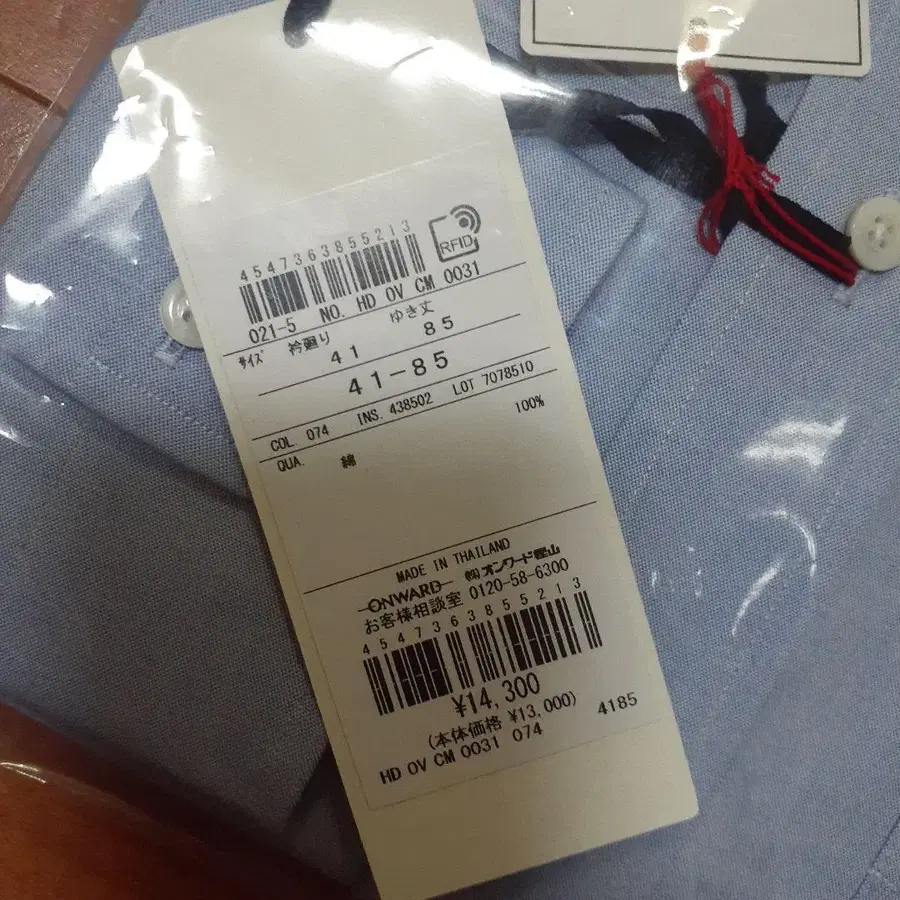 4547363855213
RFID
021-5 NO. HD OV CM 0031
サイズ 衿廻り ゆき丈
41 85
41-85
COL. 074 INS. 438502 LOT 7078510
QUA. 綿 100%
MADE IN THAILAND
ONWARD ㈱オンワード樫山
お客様相談室 0120-58-6300
4547363855213
¥14,300
(本体価格 ¥13,000)
HD OV CM 0031 074 4185